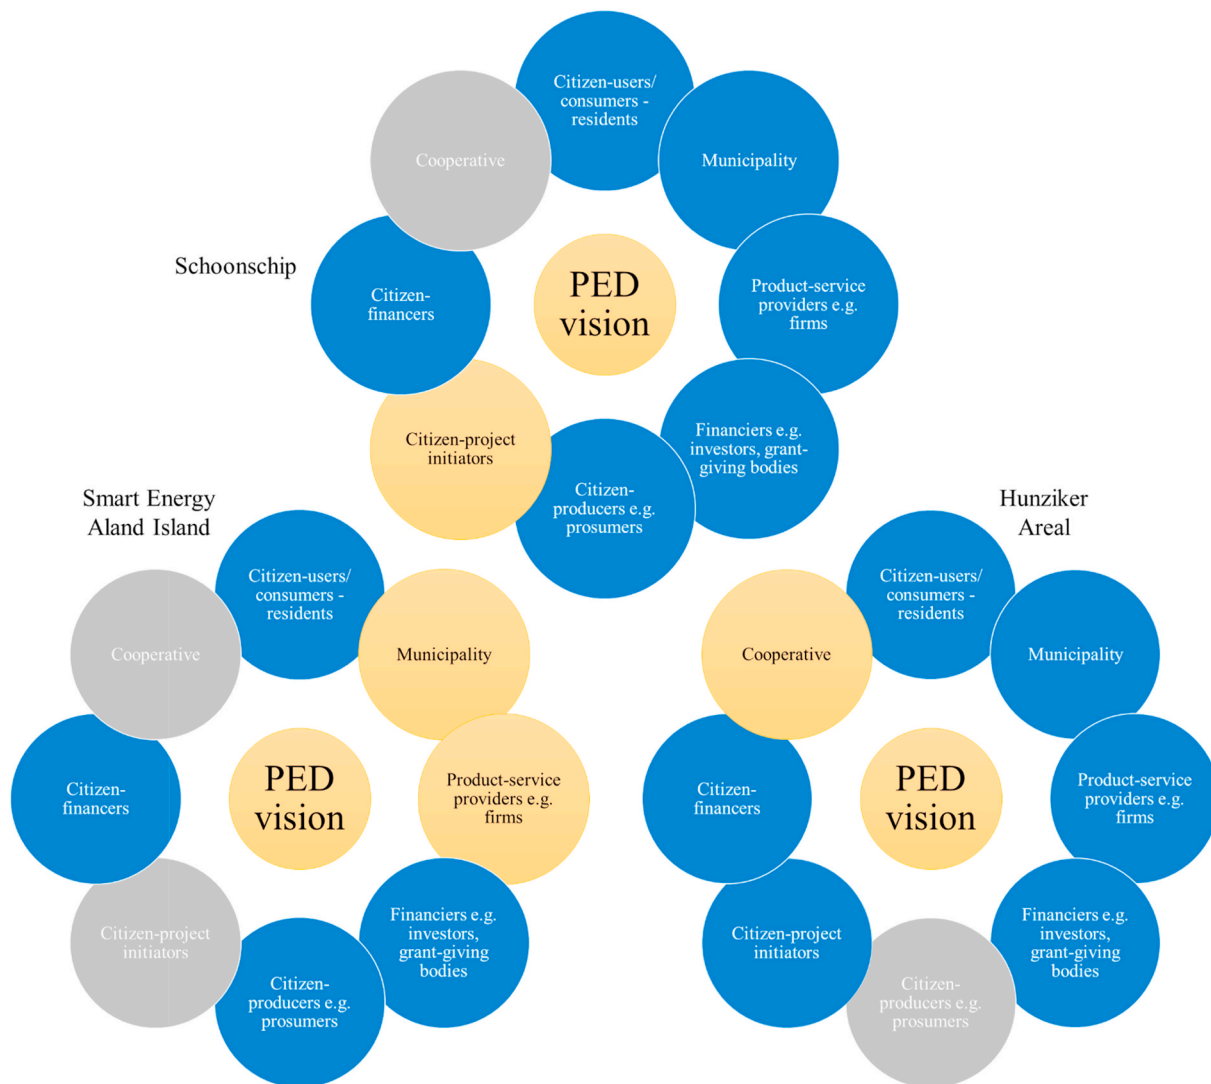 Citizen-users/
consumers -
residents
Cooperative
Municipality
Schoonschip
Citizen-
financers
PED
vision
Product-service
providers e.g.
firms
Citizen-project
initiators
Financiers e.g.
investors, grant-
giving bodies
Citizen-
producers e.g.
prosumers
Smart Energy
Aland Island
Citizen-users/
consumers -
residents
Cooperative
Municipality
Citizen-
financers
PED
vision
Product-service
providers e.g.
firms
Citizen-project
initiators
Financiers e.g.
investors,
grant-giving
bodies
Citizen-
producers e.g.
prosumers
Hunziker
Areal
Citizen-users/
consumers -
residents
Cooperative
Municipality
Citizen-
financers
PED
vision
Product-service
providers e.g.
firms
Citizen-project
initiators
Financiers e.g.
investors,
grant-giving
bodies
Citizen-
producers e.g.
prosumers